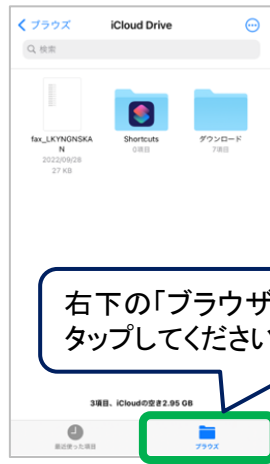 ブラウズ
iCloud Drive
検索
fax_LKYNGNSKA
N
2022/09/28
27 KB
Shortcuts
0項目
ダウンロード
7項目
右下の「ブラウザ
タップしてください
3項目、iCloudの空き2.95 GB
最近使った項目
ブラウズ